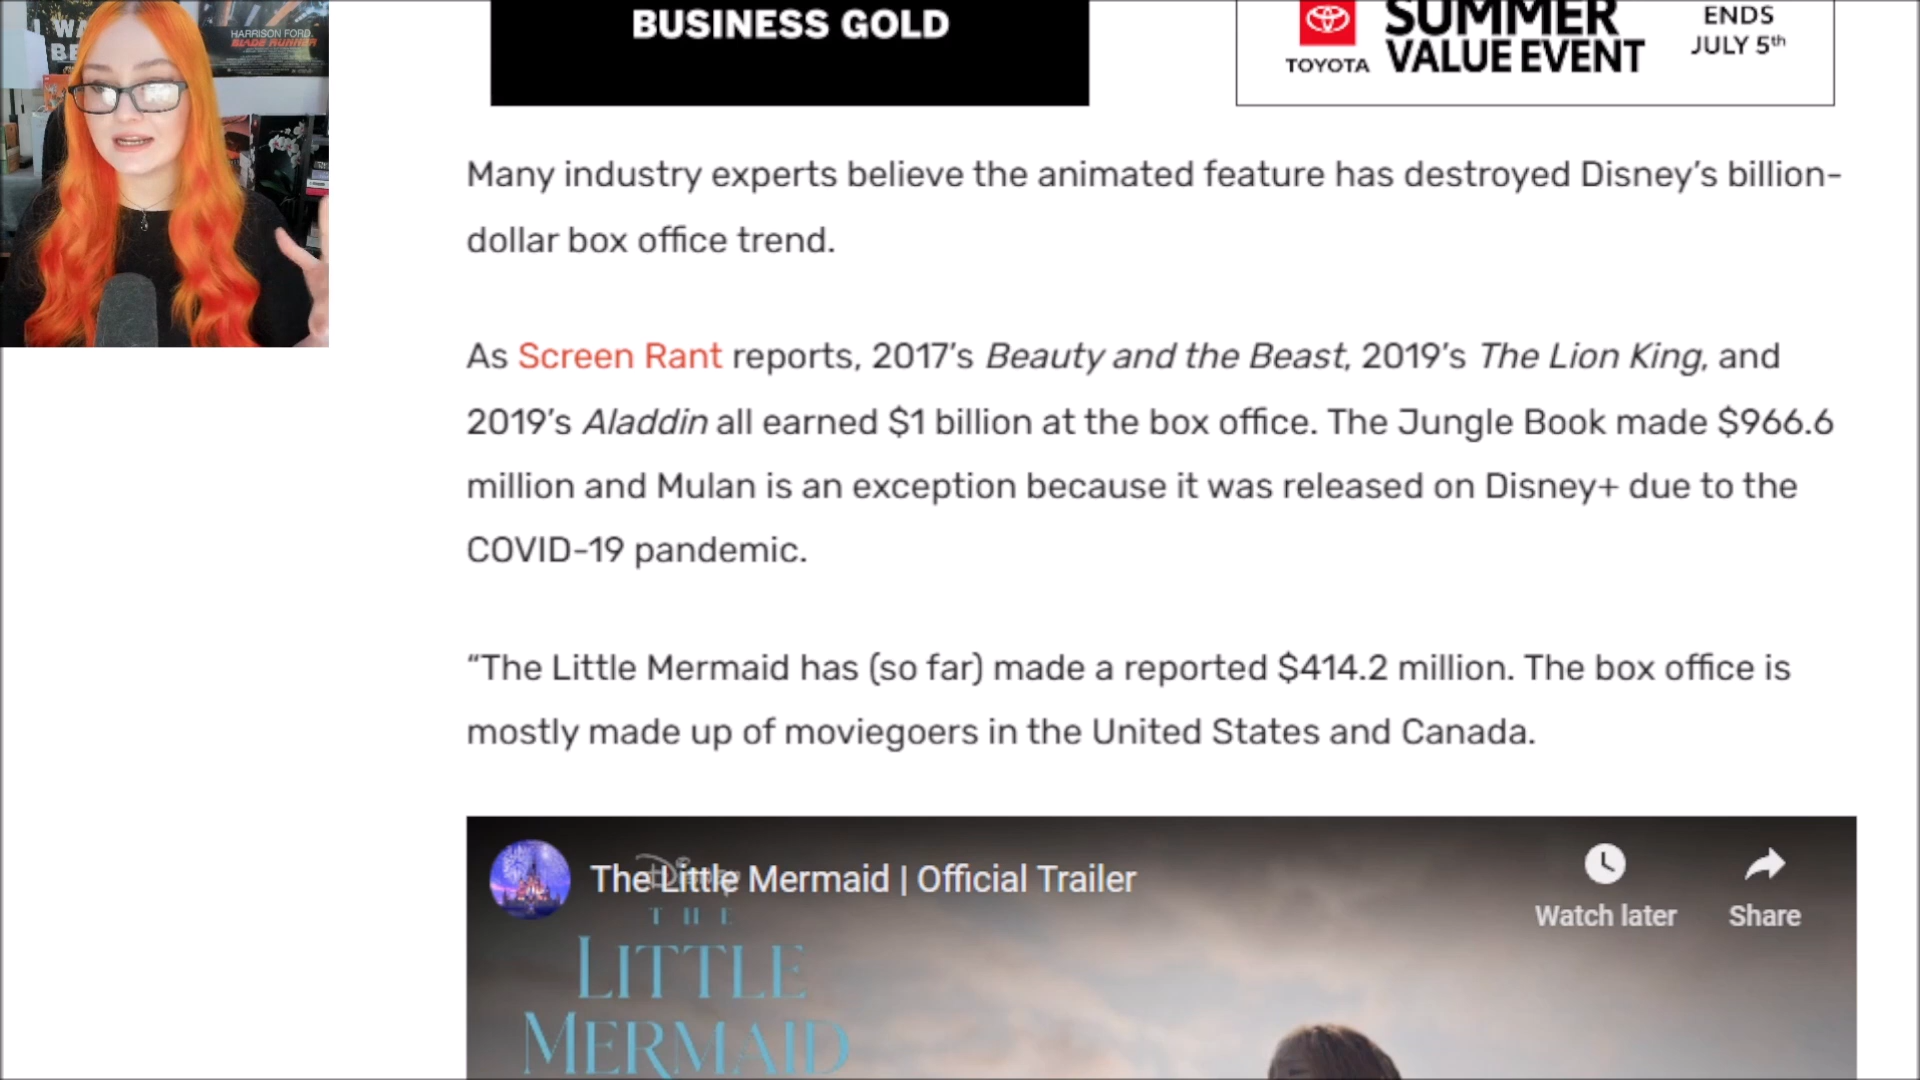 I WA
BE
HARRISON FORD
BLADE RUNNER
BUSINESS GOLD
TOYOTA
SUMMER
VALUE EVENT
ENDS
JULY 5th
Many industry experts believe the animated feature has destroyed Disney’s billion-
dollar box office trend.
As Screen Rant reports, 2017’s Beauty and the Beast, 2019’s The Lion King, and
2019’s Aladdin all earned $1 billion at the box office. The Jungle Book made $966.6
million and Mulan is an exception because it was released on Disney+ due to the
COVID-19 pandemic.
“The Little Mermaid has (so far) made a reported $414.2 million. The box office is
mostly made up of moviegoers in the United States and Canada.
The Little Mermaid | Official Trailer
Watch later
Share
Disney
THE
LITTLE
MERMAID